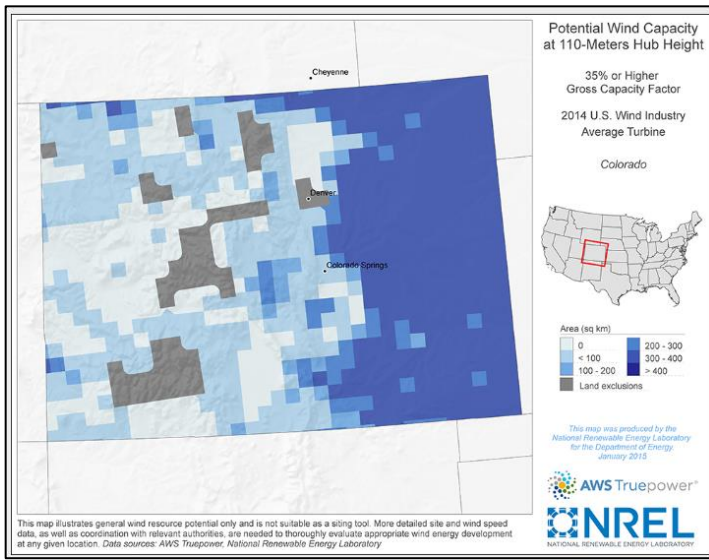 Potential Wind Capacity
at 110-Meters Hub Height
35% or Higher
Gross Capacity Factor
2014 U.S. Wind Industry
Average Turbine
Colorado
Cheyenne
Denver
Colorado Springs
Area (sq km)
0
< 100
100 - 200
200 - 300
300 - 400
> 400
Land exclusions
This map was produced by the
National Renewable Energy Laboratory
for the Department of Energy.
January 2015
AWS Truepower®
NREL
NATIONAL RENEWABLE ENERGY LABORATORY
This map illustrates general wind resource potential only and is not suitable as a siting tool. More detailed site and wind speed
data, as well as coordination with relevant authorities, are needed to thoroughly evaluate appropriate wind energy development
at any given location. Data sources: AWS Truepower, National Renewable Energy Laboratory